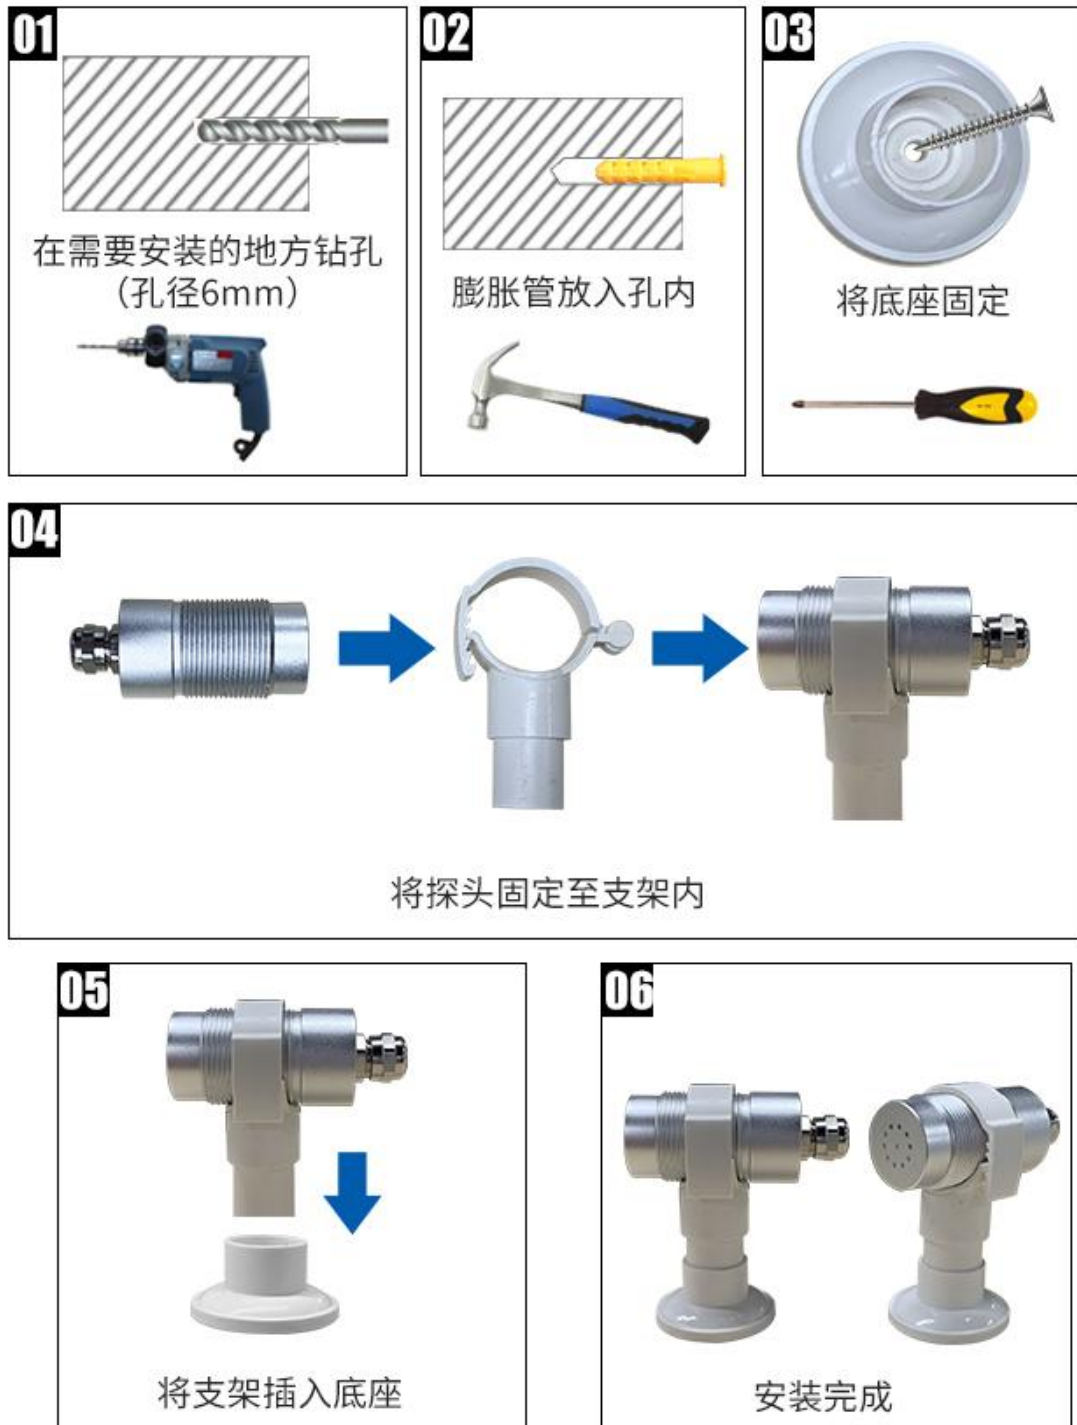 01
在需要安装的地方钻孔
（孔径6mm）
02
膨胀管放入孔内
03
将底座固定
04
将探头固定至支架内
05
将支架插入底座
06
安装完成